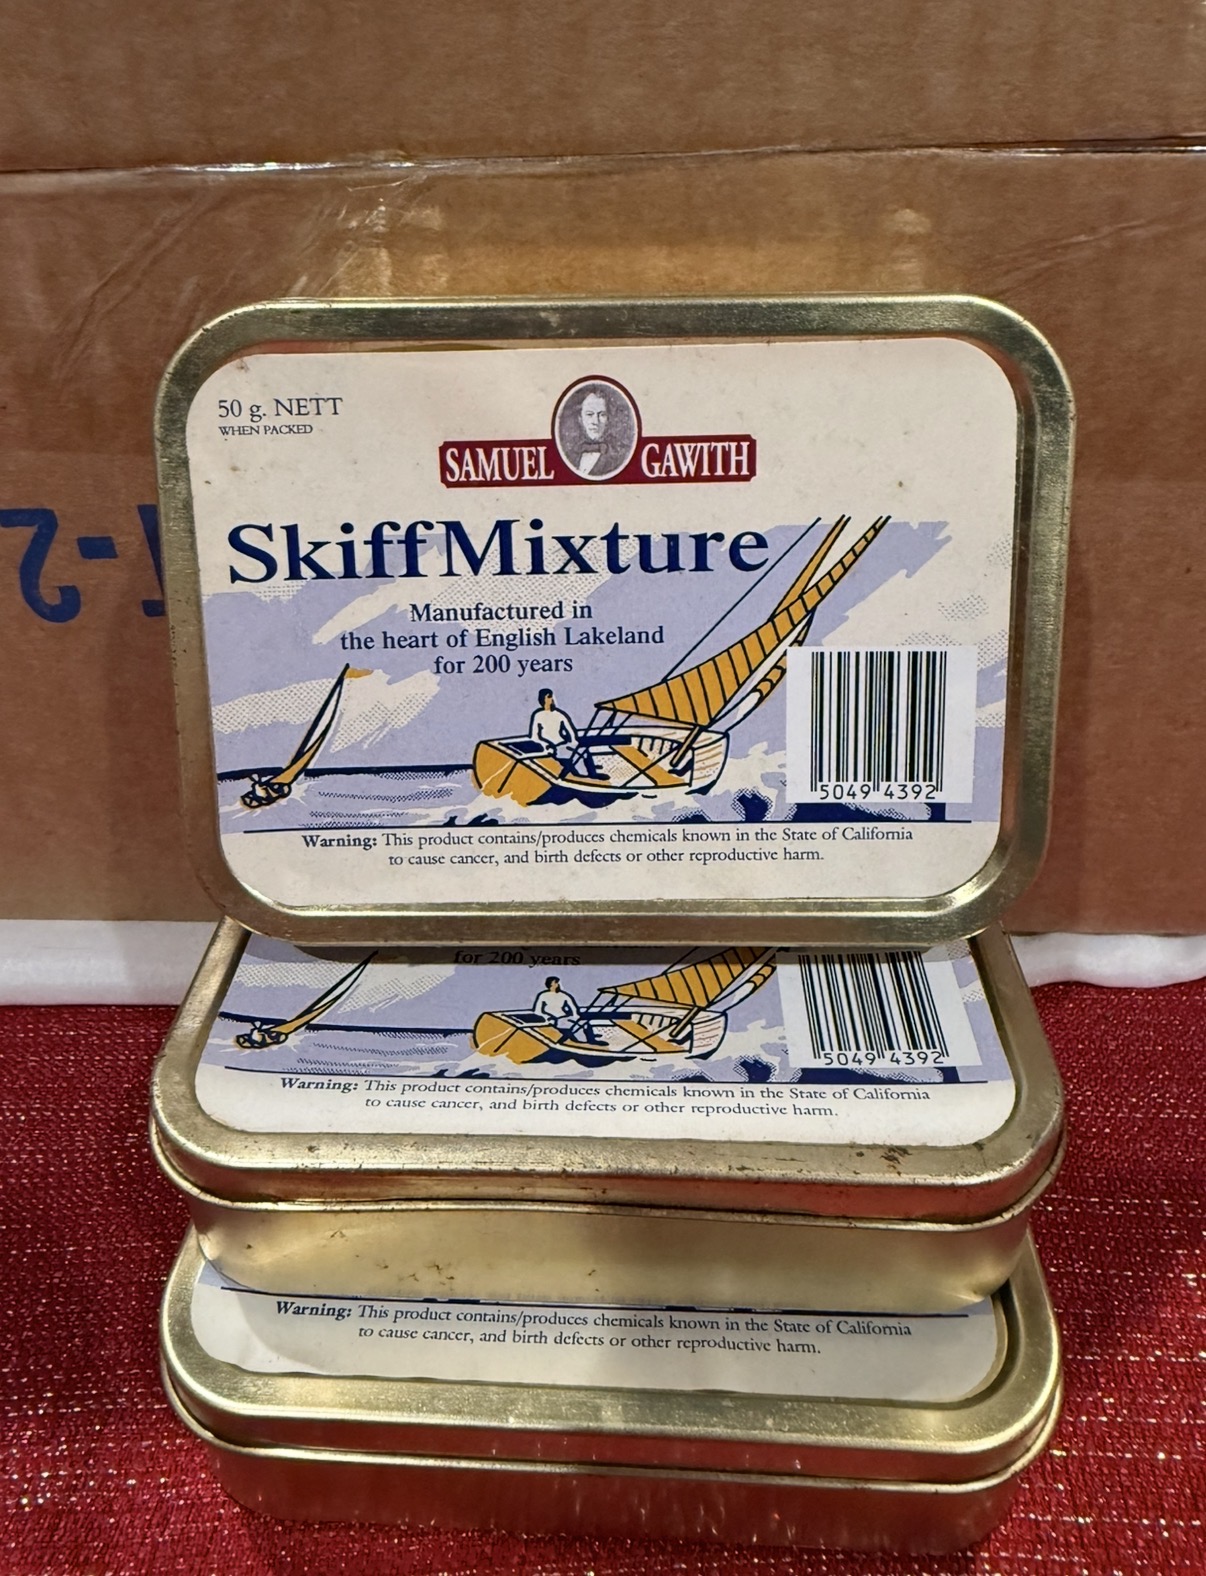 50 g. NETT
WHEN PACKED
SAMUEL GAWITH
Skiff Mixture
Manufactured in
the heart of English Lakeland
for 200 years
5049 4392
Warning: This product contains/produces chemicals known in the State of California
to cause cancer, and birth defects or other reproductive harm.
for 200 years
5049 4392
Warning: This product contains/produces chemicals known in the State of California
to cause cancer, and birth defects or other reproductive harm.
Warning: This product contains/produces chemicals known in the State of California
to cause cancer, and birth defects or other reproductive harm.